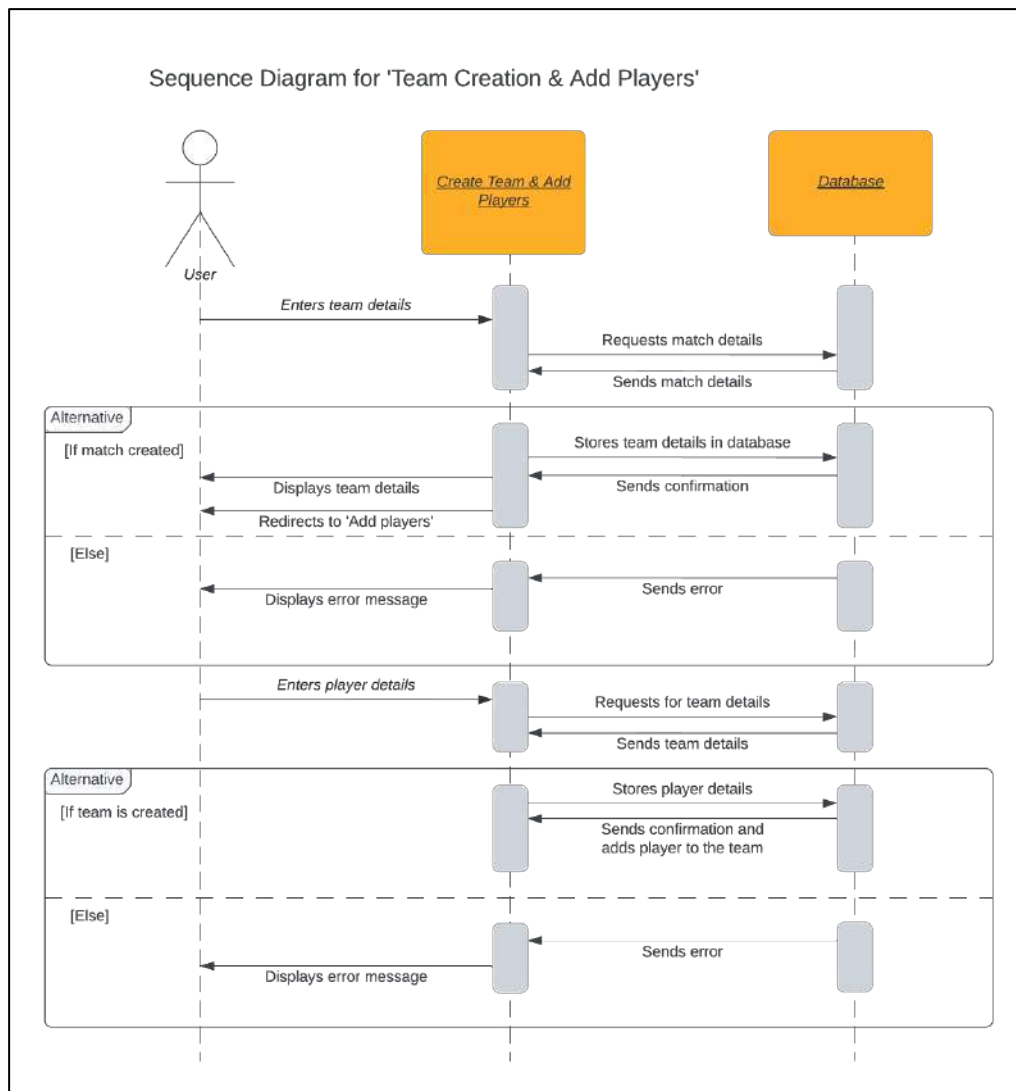 Sequence Diagram for 'Team Creation & Add Players'
Create Team & Add
Players
Database
User
Enters team details
Requests match details
Sends match details
Alternative
[If match created]
Stores team details in database
Displays team details
Sends confirmation
Redirects to 'Add players'
[Else]
Sends error
Displays error message
Enters player details
Requests for team details
Sends team details
Alternative
[If team is created]
Stores player details
Sends confirmation and
adds player to the team
[Else]
Sends error
Displays error message